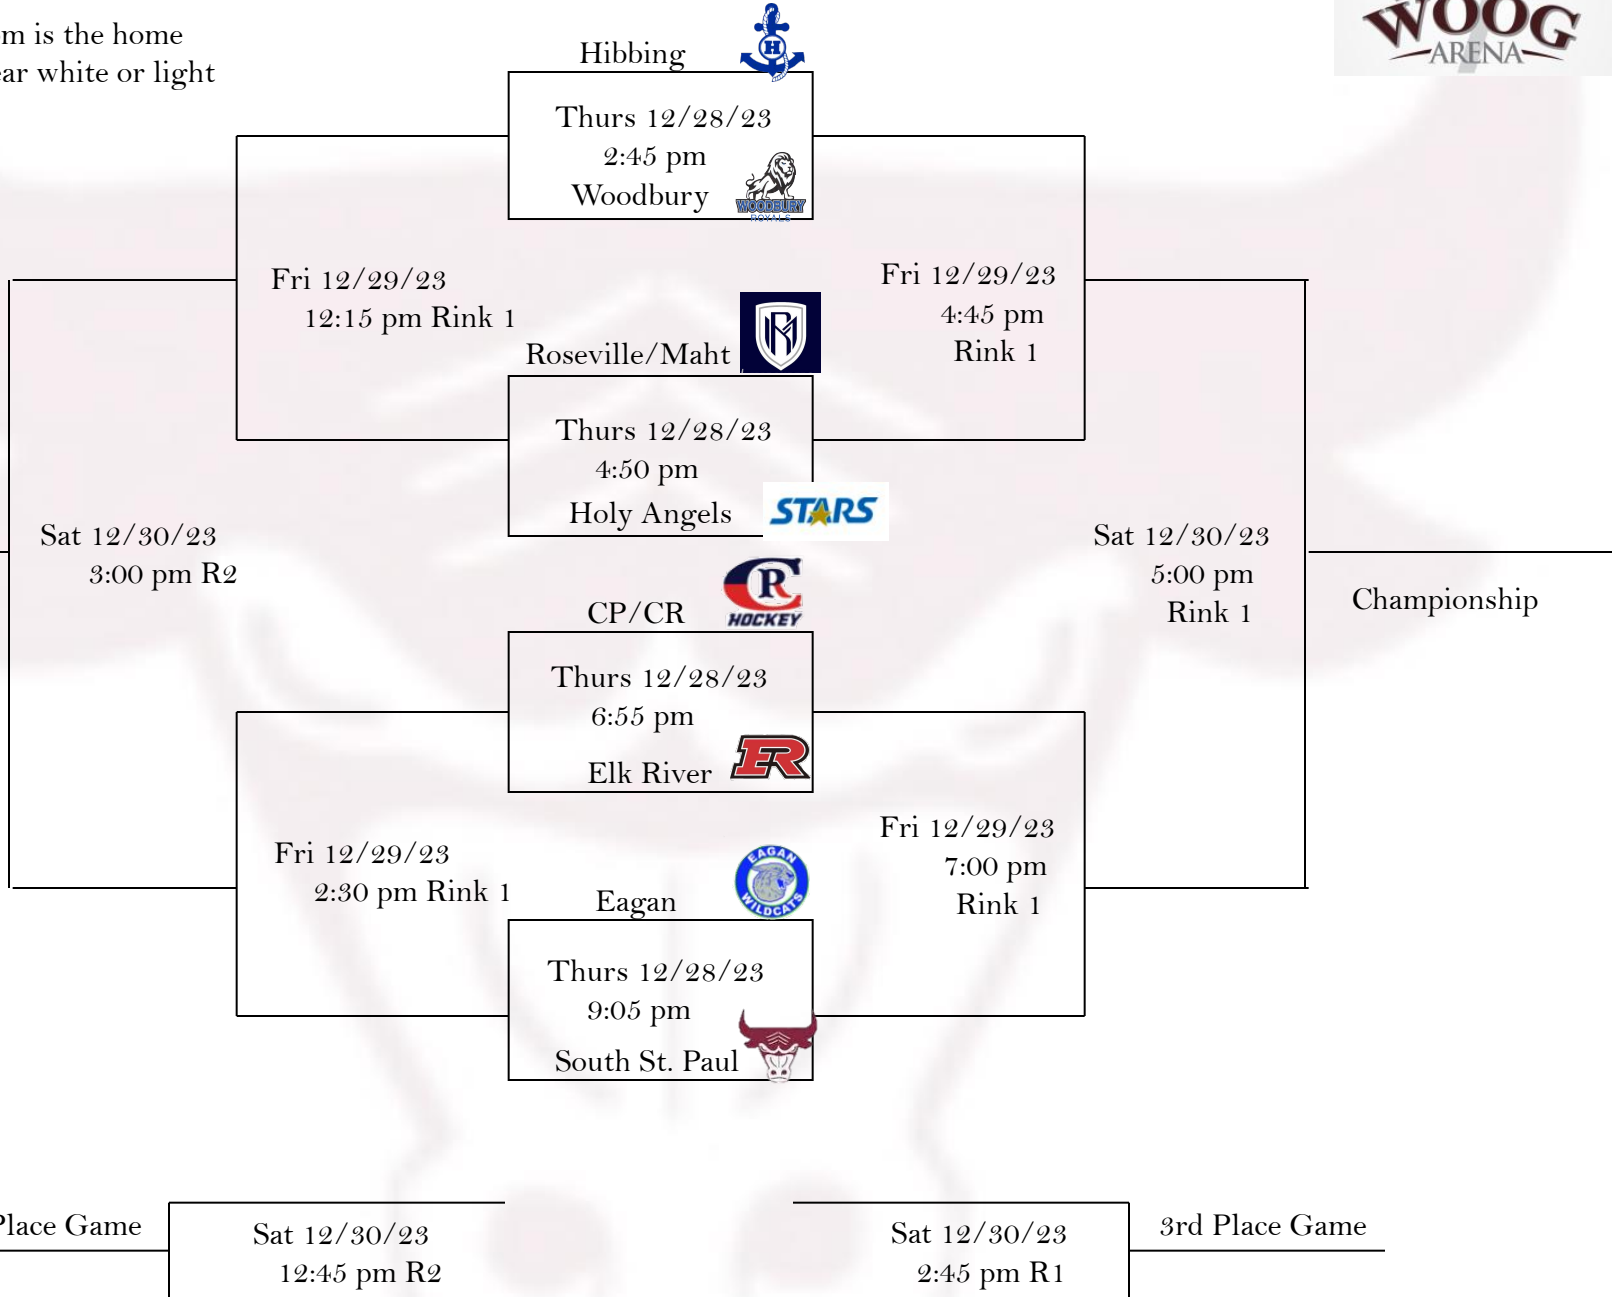 m is the home
ear white or light
WOOG
ARENA
Hibbing
H
Thurs 12/28/23
2:45 pm
Woodbury
WOODBURY
ROYALS
Fri 12/29/23
12:15 pm Rink 1
Fri 12/29/23
4:45 pm
Rink 1
Roseville/Maht
RM
Thurs 12/28/23
4:50 pm
Holy Angels
STARS
Sat 12/30/23
3:00 pm R2
Sat 12/30/23
5:00 pm
Rink 1
Championship
CR
HOCKEY
CP/CR
Thurs 12/28/23
6:55 pm
Elk River
ER
Fri 12/29/23
2:30 pm Rink 1
Fri 12/29/23
7:00 pm
Rink 1
Eagan
EAGAN
WILDCATS
Thurs 12/28/23
9:05 pm
South St. Paul
Place Game
Sat 12/30/23
12:45 pm R2
Sat 12/30/23
2:45 pm R1
3rd Place Game